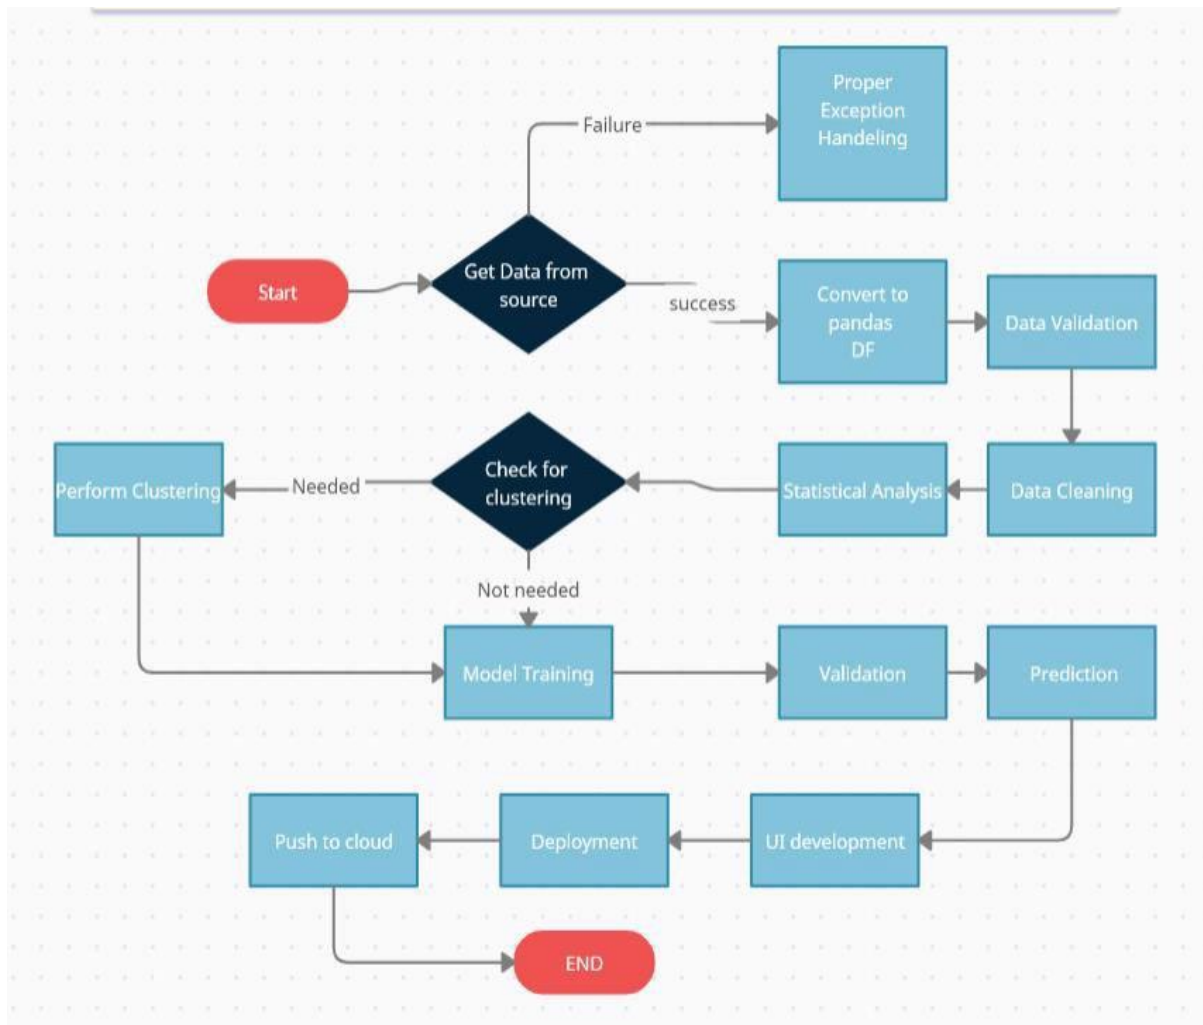 Proper
Exception
Handeling
Failure
Start
Get Data from
source
success
Convert to
pandas
DF
Data Validation
Perform Clustering
Needed
Check for
clustering
Statistical Analysis
Data Cleaning
Not needed
Model Training
Validation
Prediction
Push to cloud
Deployment
UI development
END